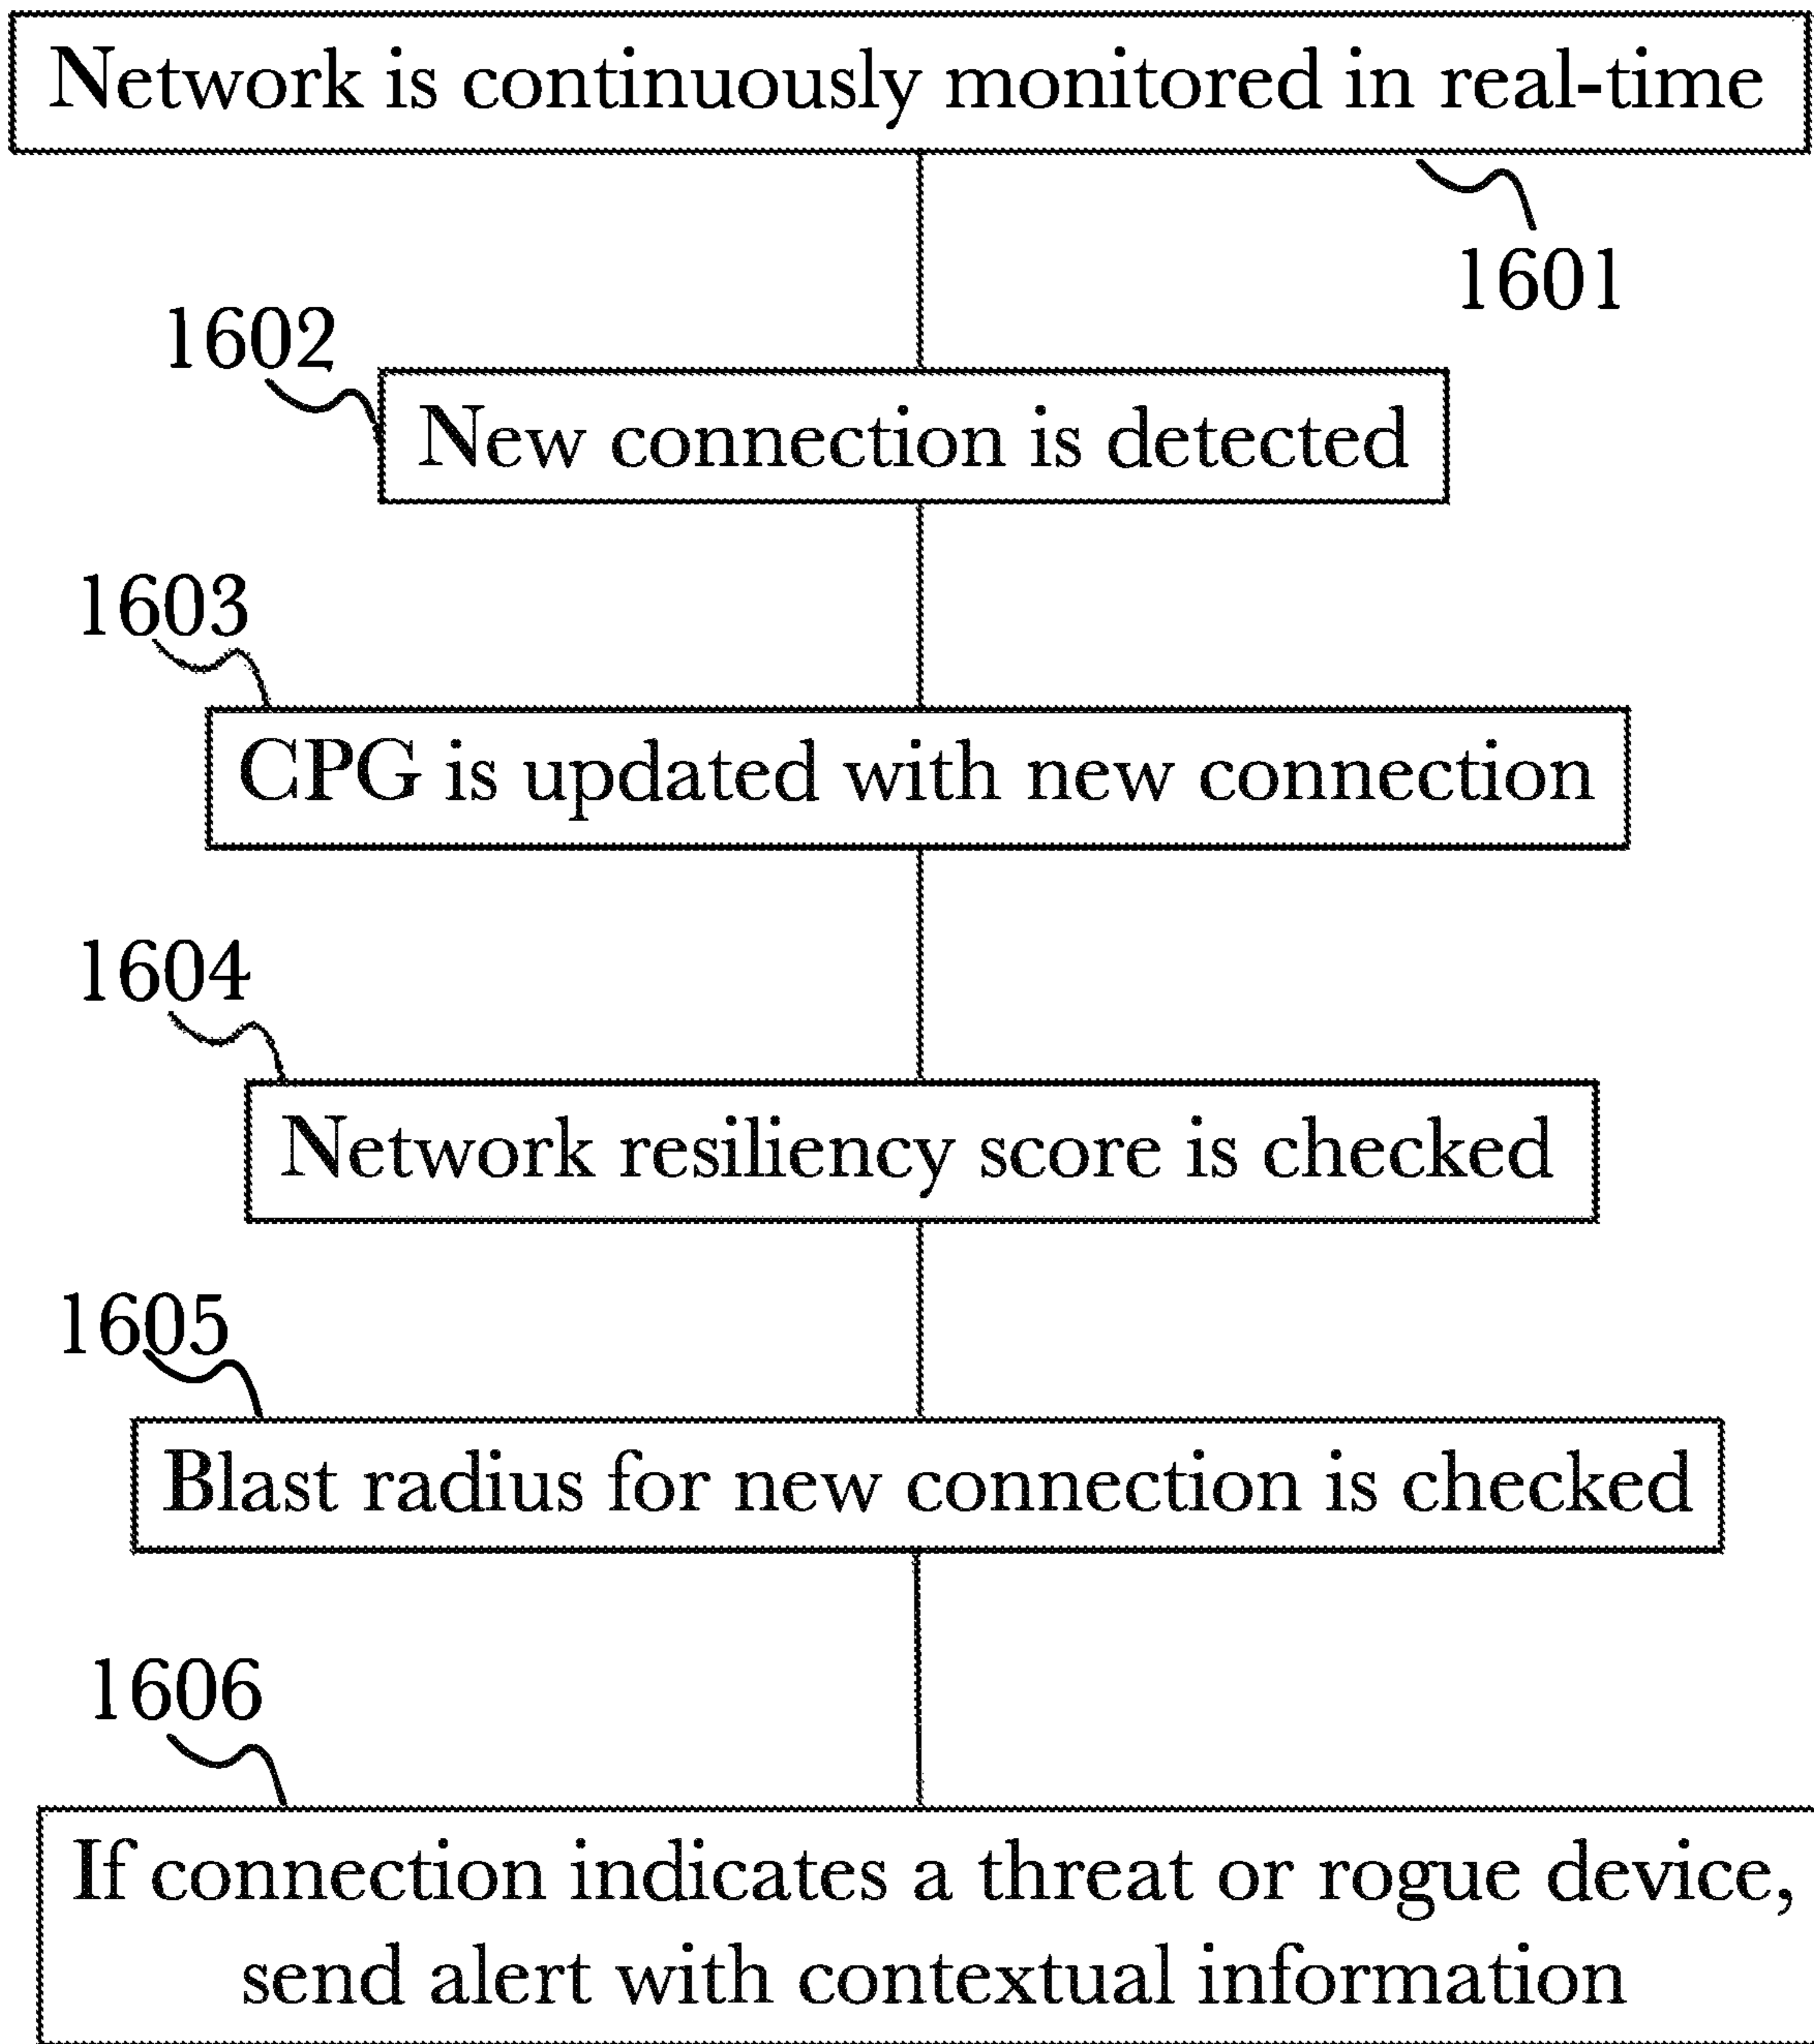 Network is continuously monitored in real-time
1601
1602
New connection is detected
1603
CPG is updated with new connection
1604
Network resiliency score is checked
1605
Blast radius for new connection is checked
1606
If connection indicates a threat or rogue device,
send alert with contextual information